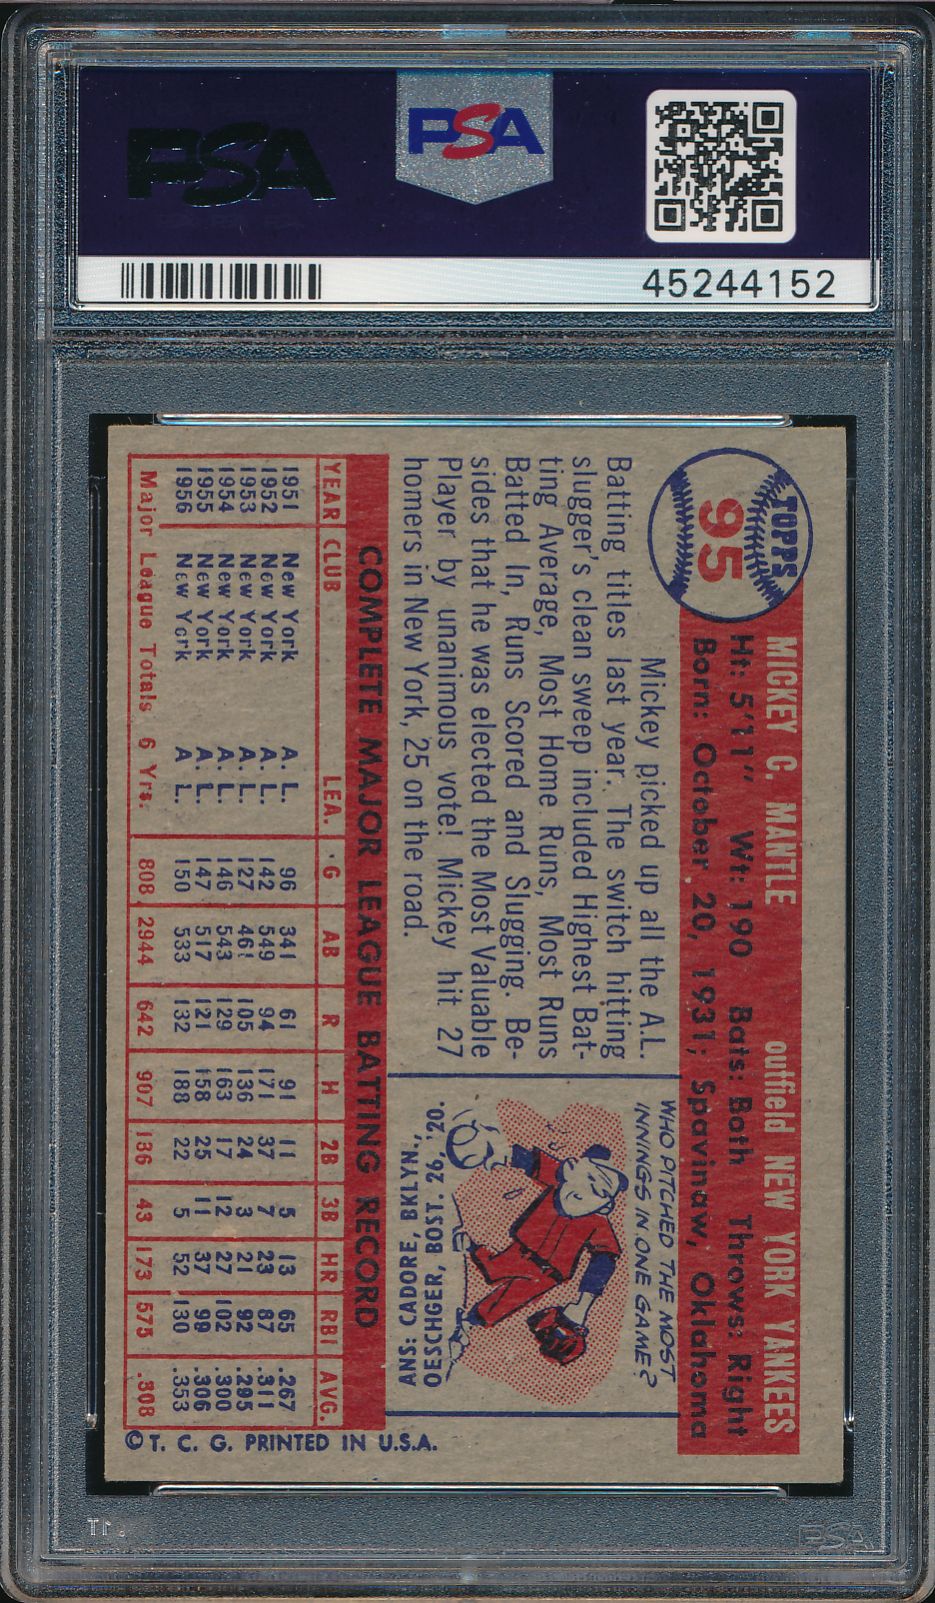 PSA
PSA
45244152
TOPPS
95
MICKEY C. MANTLE
outfield NEW YORK YANKEES
Ht: 5'11" Wt: 190 Bats: Both Throws: Right
Born: October 20, 1931; Spavinaw, Oklahoma
Mickey picked up all the A.L.
Batting titles last year. The switch hitting
slugger's clean sweep included Highest Bat-
ting Average, Most Home Runs, Most Runs
Batted In, Runs Scored and Slugging. Be-
sides that he was elected the Most Valuable
Player by unanimous vote! Mickey hit 27
homers in New York, 25 on the road.
WHO PITCHED THE MOST
INNINGS IN ONE GAME?
ANS: CADORE, BKLYN.,
OESCHGER, BOST. 26, '20.
COMPLETE MAJOR LEAGUE BATTING RECORD
YEAR CLUB LEA. G AB R H 2B 3B HR RBI AVG.
1951 New York A. L. 96 341 61 91 11 5 13 65 .267
1952 New York A. L. 142 549 94 171 37 7 23 87 .311
1953 New York A. L. 127 461 105 136 24 3 21 92 .295
1954 New York A. L. 146 543 129 163 17 12 27 102 .300
1955 New York A. L. 147 517 121 158 25 11 37 99 .306
1956 New York A. L. 150 533 132 188 22 5 52 130 .353
Major League Totals 6 Yrs. 808 2944 642 907 136 43 173 575 .308
© T. C. G. PRINTED IN U.S.A.
PSA